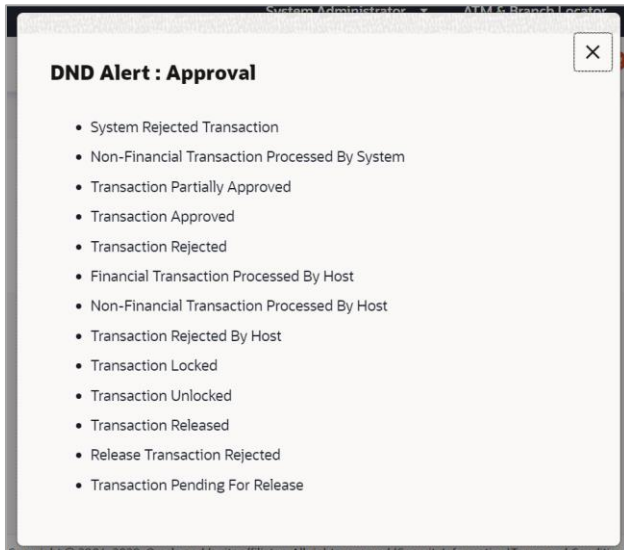 System Administrator ATM & Branch Locator
DND Alert : Approval
• System Rejected Transaction
• Non-Financial Transaction Processed By System
• Transaction Partially Approved
• Transaction Approved
• Transaction Rejected
• Financial Transaction Processed By Host
• Non-Financial Transaction Processed By Host
• Transaction Rejected By Host
• Transaction Locked
• Transaction Unlocked
• Transaction Released
• Release Transaction Rejected
• Transaction Pending For Release